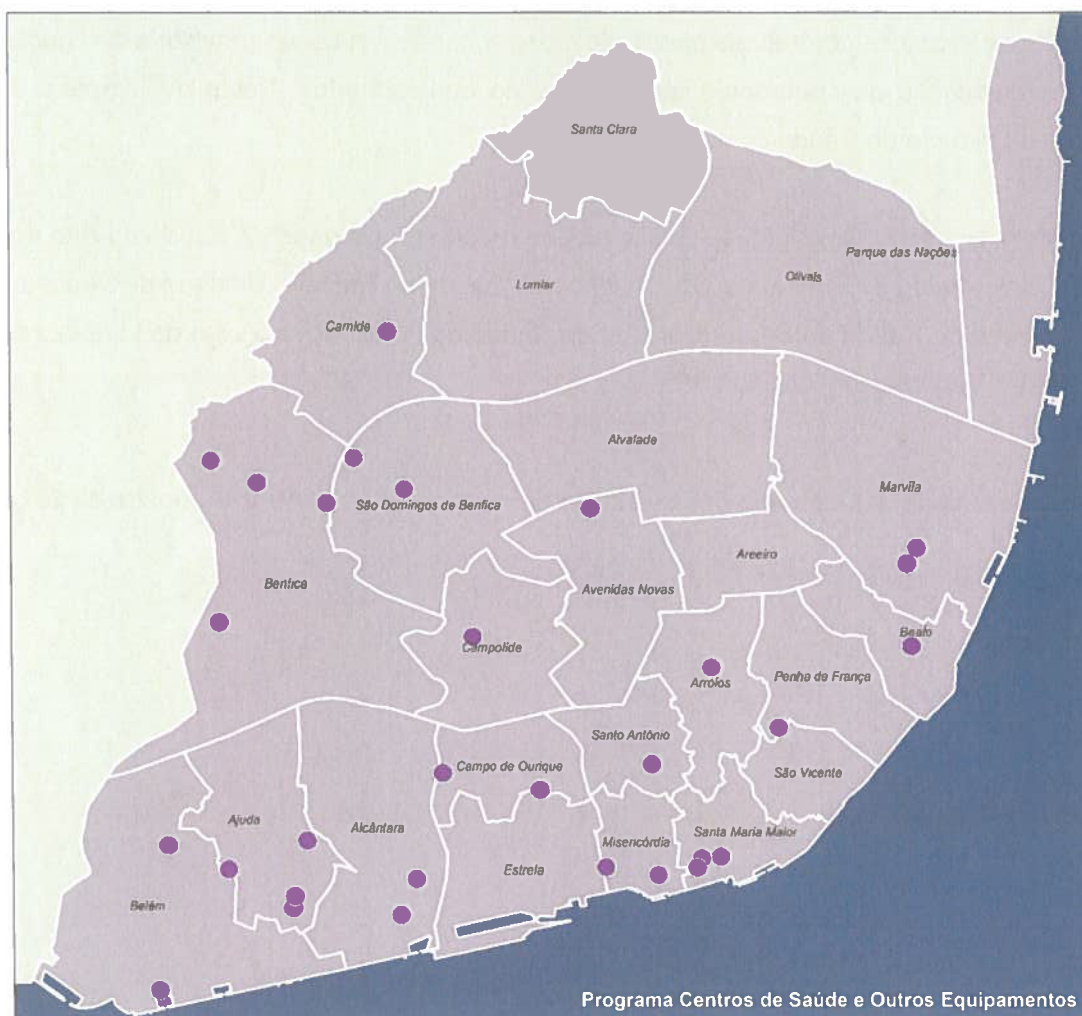 Santa Clara
Parque das Nações
Olivais
Lumiar
Carnide
Alvalade
Marvila
São Domingos de Benfica
Areeiro
Benfica
Avenidas Novas
Beato
Campolide
Penha de França
Arroios
Santo António
Campo de Ourique
São Vicente
Ajuda
Alcântara
Misericórdia
Santa Maria Maior
Estrela
Belém
Programa Centros de Saúde e Outros Equipamentos